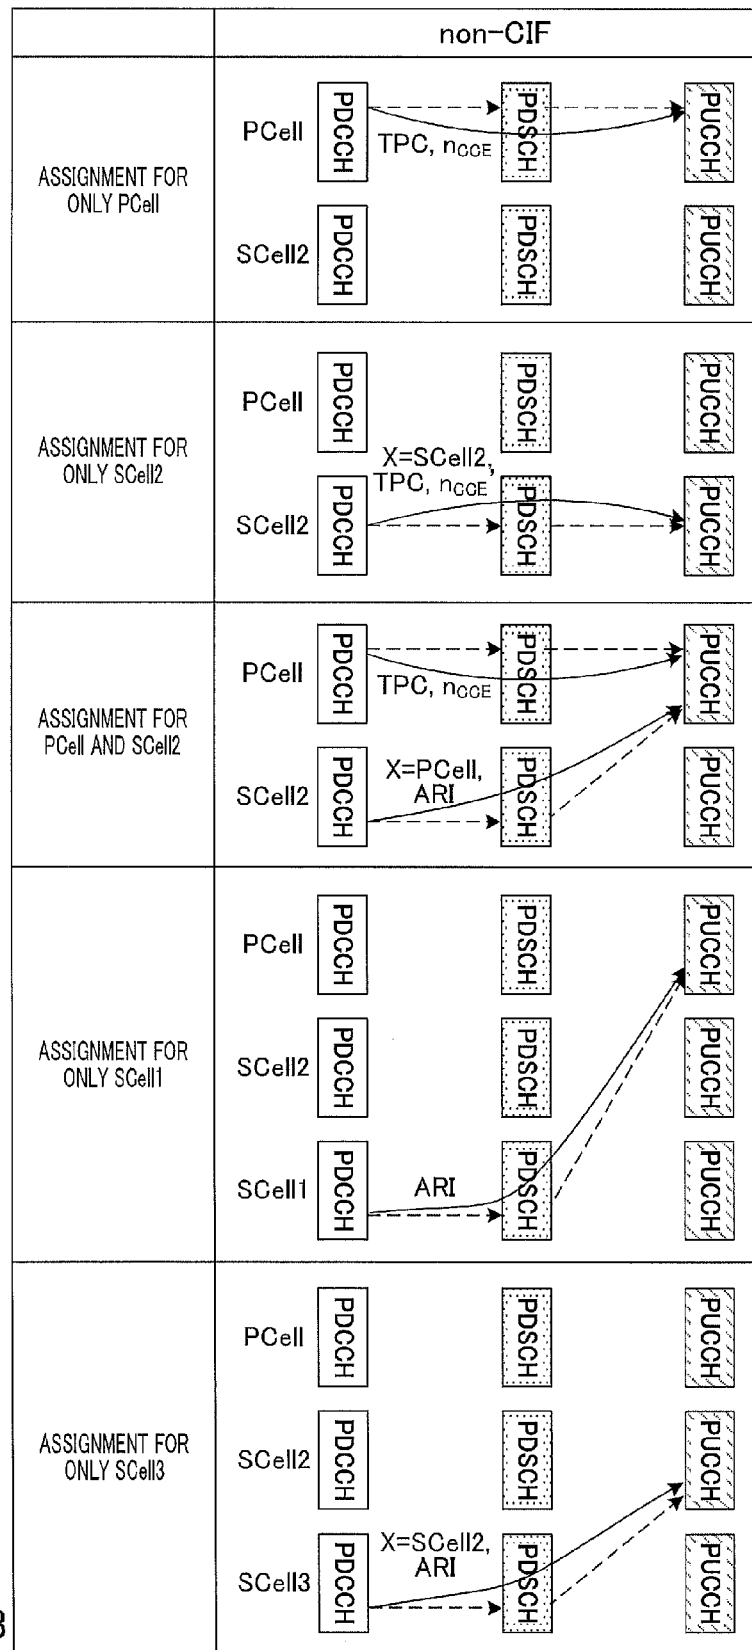 non-CIF
ASSIGNMENT FOR
ONLY PCell
PCell
PDCCH
PDSCH
PUCCH
TPC, nCCE
SCell2
PDCCH
PDSCH
PUCCH
ASSIGNMENT FOR
ONLY SCell2
PCell
PDCCH
PDSCH
PUCCH
X=SCell2,
TPC, nCCE
SCell2
PDCCH
PDSCH
PUCCH
ASSIGNMENT FOR
PCell AND SCell2
PCell
PDCCH
PDSCH
PUCCH
TPC, nCCE
SCell2
PDCCH
X=PCell,
ARI
PDSCH
PUCCH
ASSIGNMENT FOR
ONLY SCell1
PCell
PDCCH
PDSCH
PUCCH
SCell2
PDCCH
PDSCH
PUCCH
SCell1
PDCCH
ARI
PDSCH
PUCCH
ASSIGNMENT FOR
ONLY SCell3
PCell
PDCCH
PDSCH
PUCCH
SCell2
PDCCH
PDSCH
PUCCH
SCell3
PDCCH
X=SCell2,
ARI
PDSCH
PUCCH